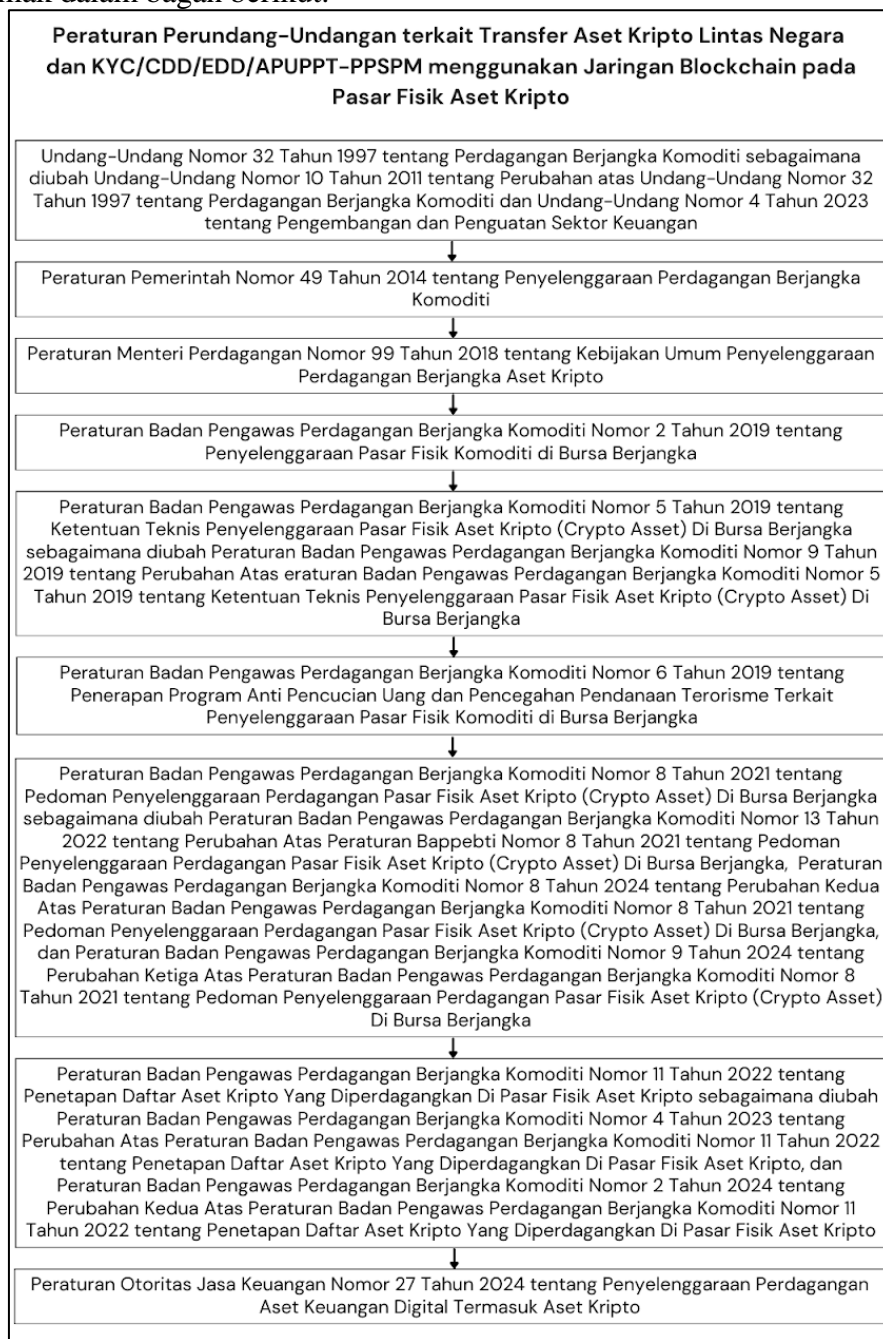 Peraturan Perundang-Undangan terkait Transfer Aset Kripto Lintas Negara
dan KYC/CDD/EDD/APUPPT-PPSPM menggunakan Jaringan Blockchain pada
Pasar Fisik Aset Kripto
Undang-Undang Nomor 32 Tahun 1997 tentang Perdagangan Berjangka Komoditi sebagaimana
diubah Undang-Undang Nomor 10 Tahun 2011 tentang Perubahan atas Undang-Undang Nomor 32
Tahun 1997 tentang Perdagangan Berjangka Komoditi dan Undang-Undang Nomor 4 Tahun 2023
tentang Pengembangan dan Penguatan Sektor Keuangan
Peraturan Pemerintah Nomor 49 Tahun 2014 tentang Penyelenggaraan Perdagangan Berjangka
Komoditi
Peraturan Menteri Perdagangan Nomor 99 Tahun 2018 tentang Kebijakan Umum Penyelenggaraan
Perdagangan Berjangka Aset Kripto
Peraturan Badan Pengawas Perdagangan Berjangka Komoditi Nomor 2 Tahun 2019 tentang
Penyelenggaraan Pasar Fisik Komoditi di Bursa Berjangka
Peraturan Badan Pengawas Perdagangan Berjangka Komoditi Nomor 5 Tahun 2019 tentang
Ketentuan Teknis Penyelenggaraan Pasar Fisik Aset Kripto (Crypto Asset) Di Bursa Berjangka
sebagaimana diubah Peraturan Badan Pengawas Perdagangan Berjangka Komoditi Nomor 9 Tahun
2019 tentang Perubahan Atas eraturan Badan Pengawas Perdagangan Berjangka Komoditi Nomor 5
Tahun 2019 tentang Ketentuan Teknis Penyelenggaraan Pasar Fisik Aset Kripto (Crypto Asset) Di
Bursa Berjangka
Peraturan Badan Pengawas Perdagangan Berjangka Komoditi Nomor 6 Tahun 2019 tentang
Penerapan Program Anti Pencucian Uang dan Pencegahan Pendanaan Terorisme Terkait
Penyelenggaraan Pasar Fisik Komoditi di Bursa Berjangka
Peraturan Badan Pengawas Perdagangan Berjangka Komoditi Nomor 8 Tahun 2021 tentang
Pedoman Penyelenggaraan Perdagangan Pasar Fisik Aset Kripto (Crypto Asset) Di Bursa Berjangka
sebagaimana diubah Peraturan Badan Pengawas Perdagangan Berjangka Komoditi Nomor 13 Tahun
2022 tentang Perubahan Atas Peraturan Bappebti Nomor 8 Tahun 2021 tentang Pedoman
Penyelenggaraan Perdagangan Pasar Fisik Aset Kripto (Crypto Asset) Di Bursa Berjangka, Peraturan
Badan Pengawas Perdagangan Berjangka Komoditi Nomor 8 Tahun 2024 tentang Perubahan Kedua
Atas Peraturan Badan Pengawas Perdagangan Berjangka Komoditi Nomor 8 Tahun 2021 tentang
Pedoman Penyelenggaraan Perdagangan Pasar Fisik Aset Kripto (Crypto Asset) Di Bursa Berjangka,
dan Peraturan Badan Pengawas Perdagangan Berjangka Komoditi Nomor 9 Tahun 2024 tentang
Perubahan Ketiga Atas Peraturan Badan Pengawas Perdagangan Berjangka Komoditi Nomor 8
Tahun 2021 tentang Pedoman Penyelenggaraan Perdagangan Pasar Fisik Aset Kripto (Crypto Asset)
Di Bursa Berjangka
Peraturan Badan Pengawas Perdagangan Berjangka Komoditi Nomor 11 Tahun 2022 tentang
Penetapan Daftar Aset Kripto Yang Diperdagangkan Di Pasar Fisik Aset Kripto sebagaimana diubah
Peraturan Badan Pengawas Perdagangan Berjangka Komoditi Nomor 4 Tahun 2023 tentang
Perubahan Atas Peraturan Badan Pengawas Perdagangan Berjangka Komoditi Nomor 11 Tahun 2022
tentang Penetapan Daftar Aset Kripto Yang Diperdagangkan Di Pasar Fisik Aset Kripto, dan
Peraturan Badan Pengawas Perdagangan Berjangka Komoditi Nomor 2 Tahun 2024 tentang
Perubahan Kedua Atas Peraturan Badan Pengawas Perdagangan Berjangka Komoditi Nomor 11
Tahun 2022 tentang Penetapan Daftar Aset Kripto Yang Diperdagangkan Di Pasar Fisik Aset Kripto
Peraturan Otoritas Jasa Keuangan Nomor 27 Tahun 2024 tentang Penyelenggaraan Perdagangan
Aset Keuangan Digital Termasuk Aset Kripto